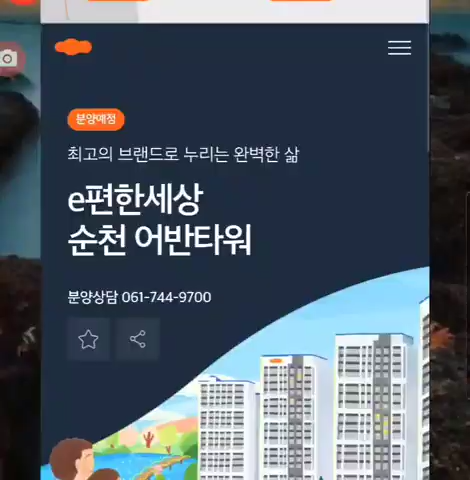 분양예정
최고의 브랜드로 누리는 완벽한 삶
e편한세상
순천 어반타워
분양상담 061-744-9700